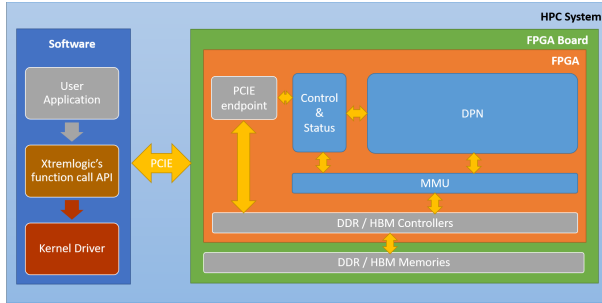 HPC System
Software
User
Application
Xtremlogic's
function call API
Kernel Driver
PCIE
FPGA Board
FPGA
PCIE
endpoint
Control
&
Status
DPN
MMU
DDR / HBM Controllers
DDR / HBM Memories